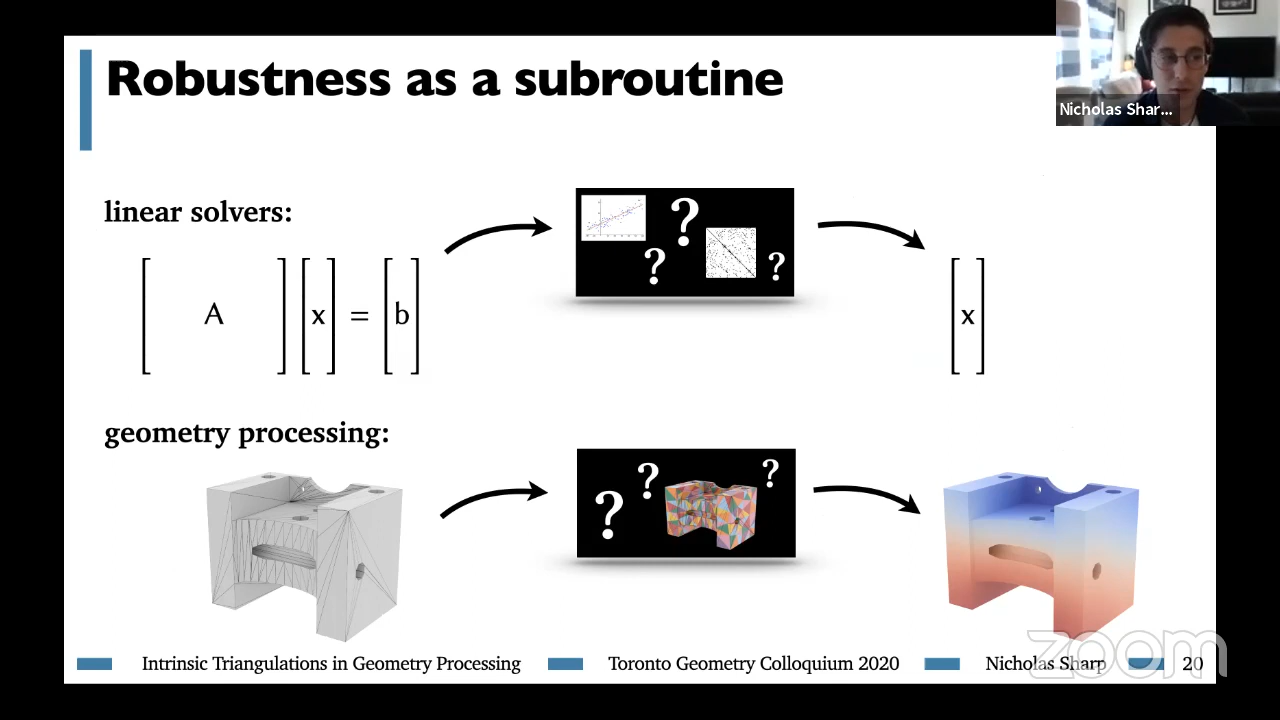 Robustness as a subroutine
Nicholas Shar...
linear solvers:
? ? ?
[ A ] [ x ] = [ b ]
[ x ]
geometry processing:
? ? ?
zoom
Intrinsic Triangulations in Geometry Processing
Toronto Geometry Colloquium 2020
Nicholas Sharp
20